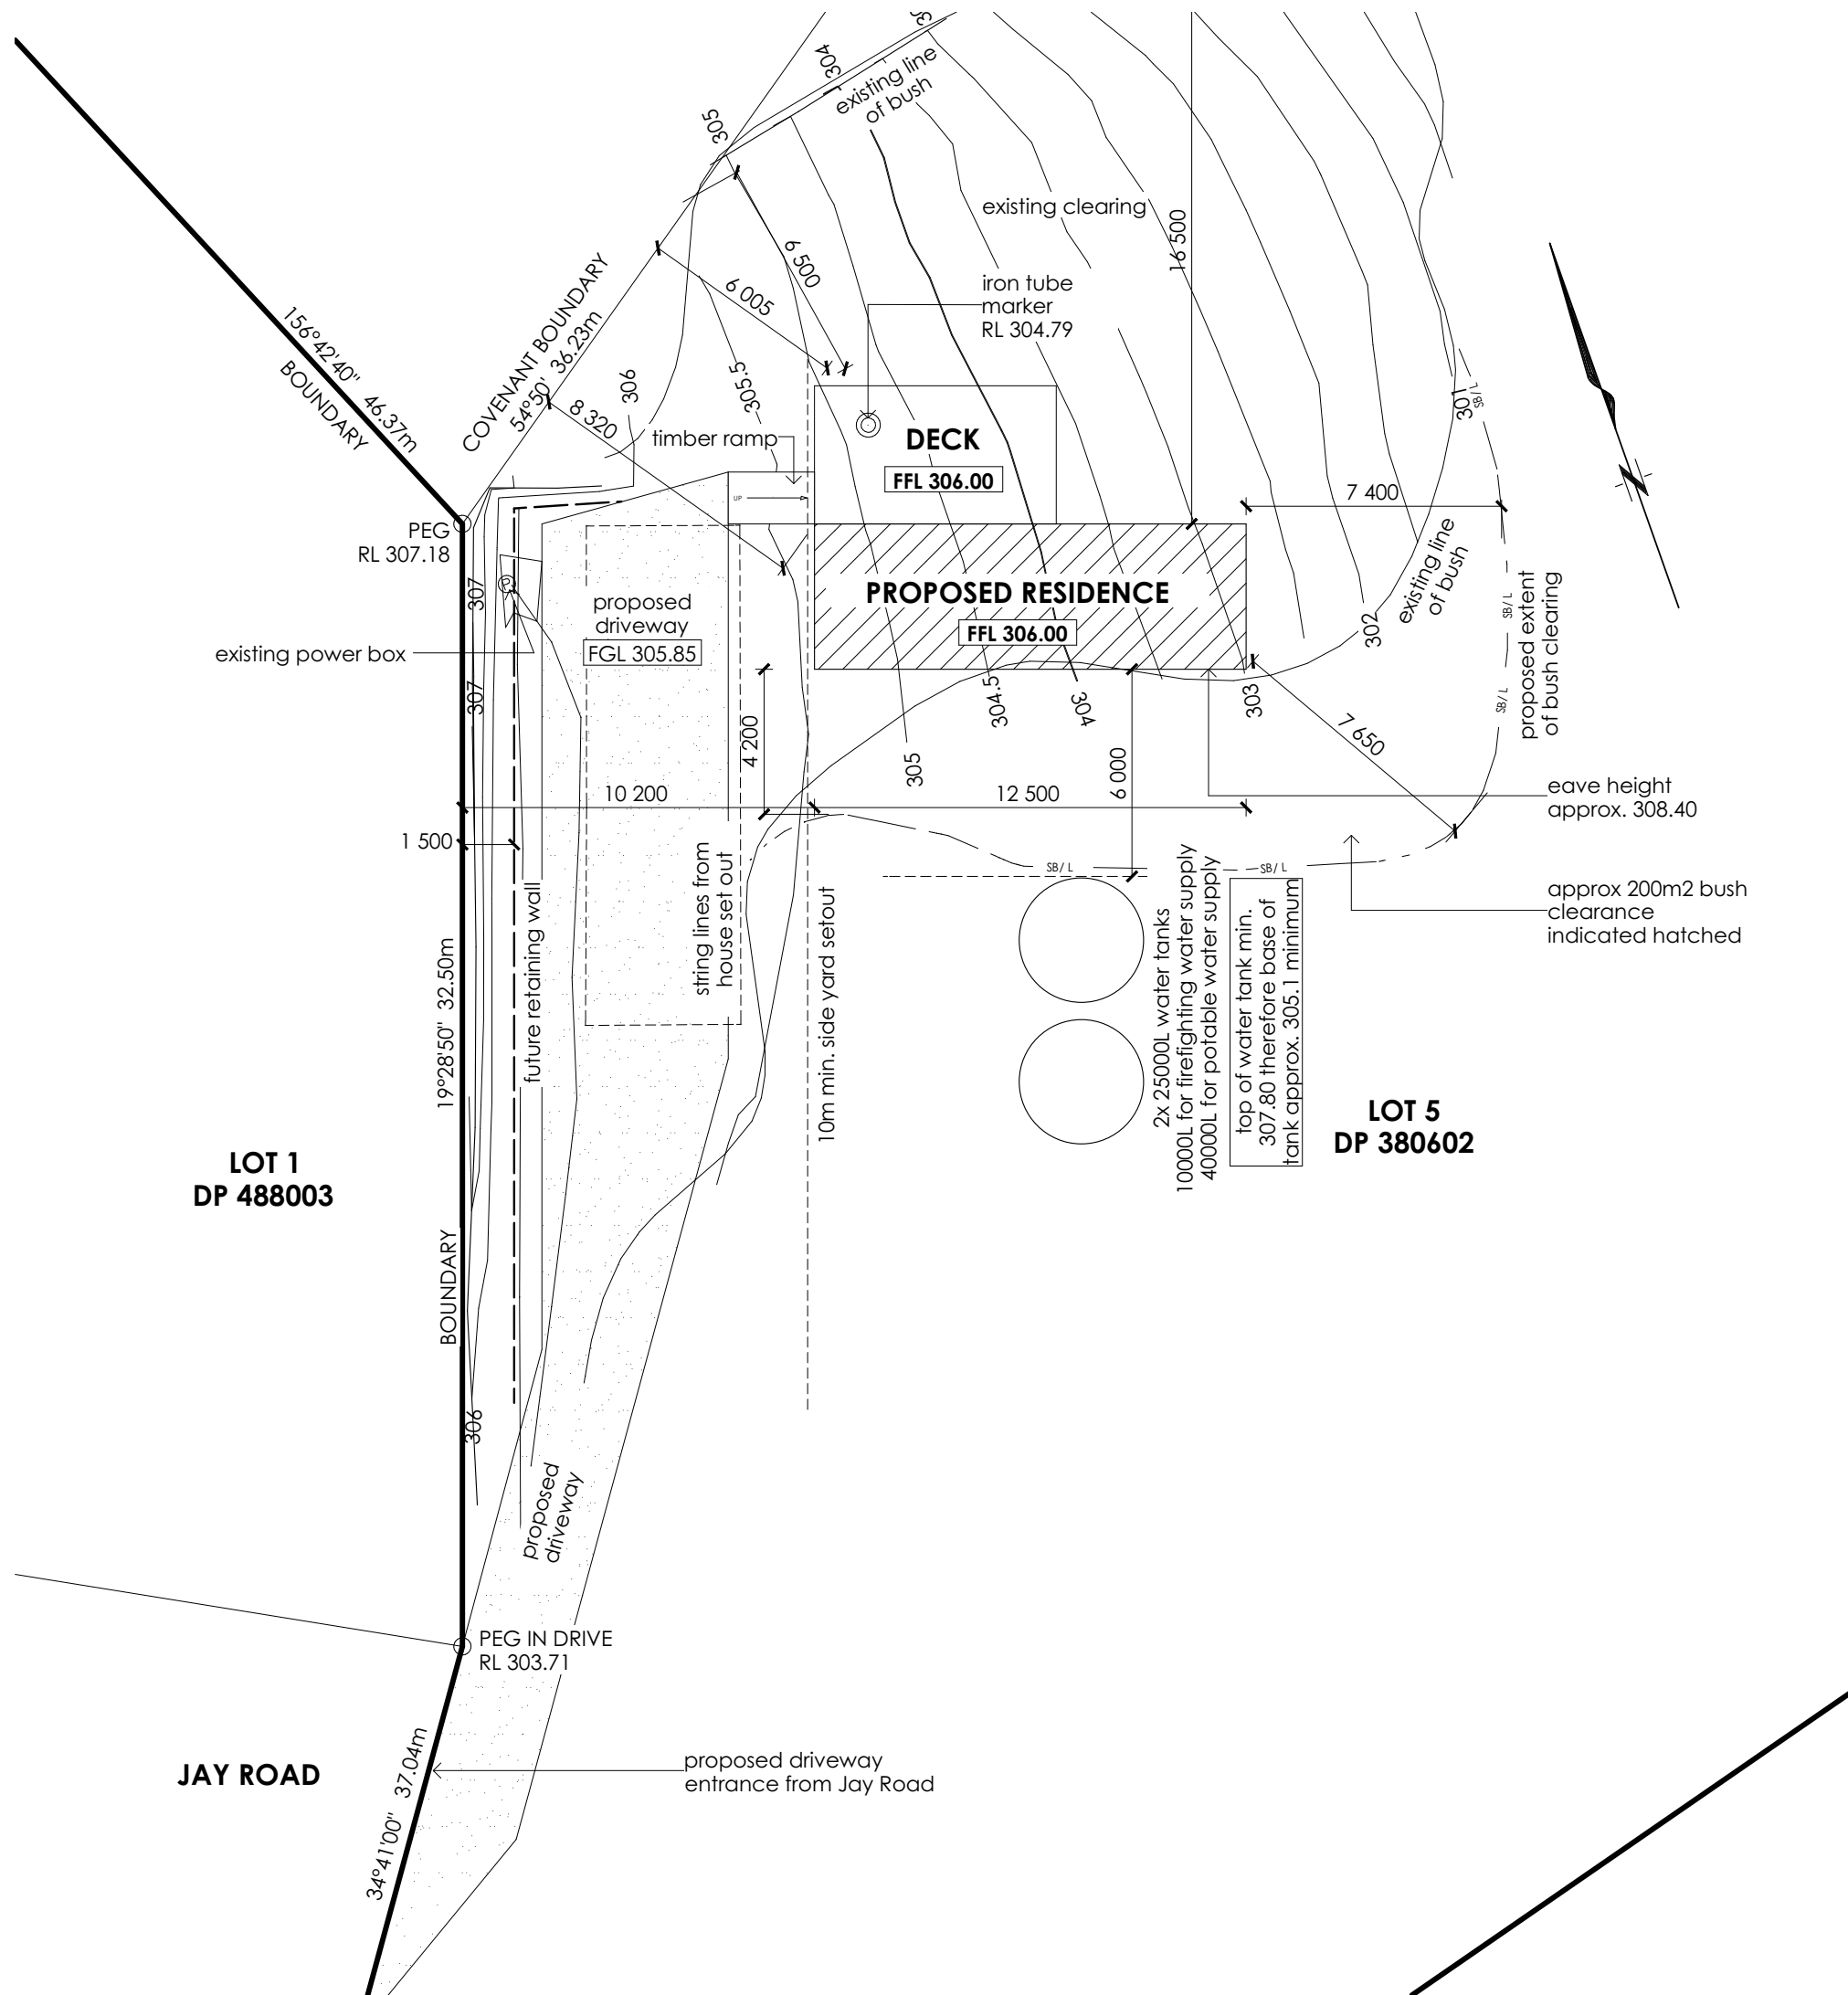 304
305
existing line
of bush
existing clearing
16 500
6 500
6 005
iron tube
marker
RL 304.79
156°42'40"  46.37m
BOUNDARY
COVENANT BOUNDARY
54°50'  36.23m
306
305.5
8 320
timber ramp
DECK
FFL 306.00
UP
301
SB/ L
7 400
PEG
RL 307.18
307
P
proposed
driveway
FGL 305.85
PROPOSED RESIDENCE
FFL 306.00
302
existing line
of bush
SB/ L
proposed extent
of bush clearing
existing power box
307
304.5
304
303
SB/ L
7 650
4 200
305
6 000
10 200
12 500
eave height
approx. 308.40
1 500
SB/ L
SB/ L
approx 200m2 bush
clearance
indicated hatched
19°28'50"  32.50m
future retaining wall
string lines from
house set out
10m min. side yard setout
2x 25000L water tanks
10000L for firefighting water supply
40000L for potable water supply
top of water tank min.
307.80 therefore base of
tank approx. 305.1 minimum
LOT 5
DP 380602
LOT 1
DP 488003
BOUNDARY
306
proposed
driveway
PEG IN DRIVE
RL 303.71
JAY ROAD
34°41'00"  37.04m
proposed driveway
entrance from Jay Road